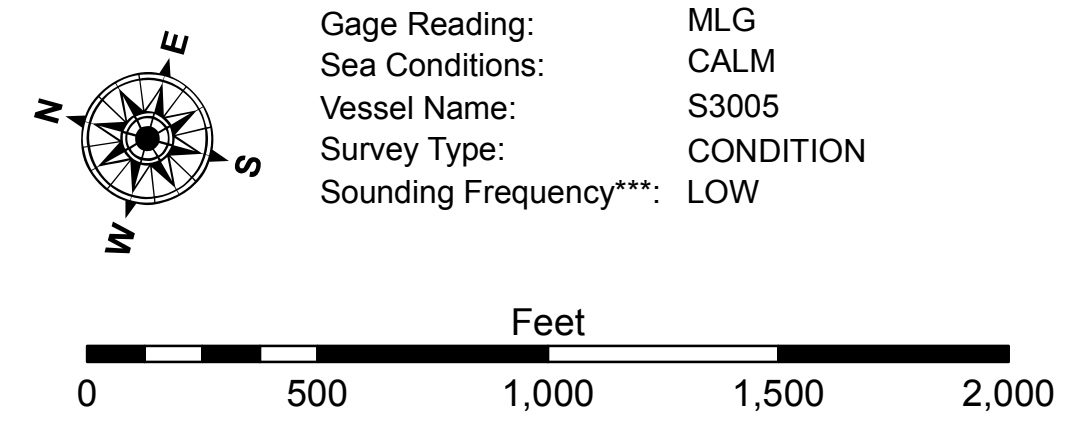 E
N
S
W
Gage Reading: MLG
Sea Conditions: CALM
Vessel Name: S3005
Survey Type: CONDITION
Sounding Frequency***: LOW
Feet
0 500 1,000 1,500 2,000